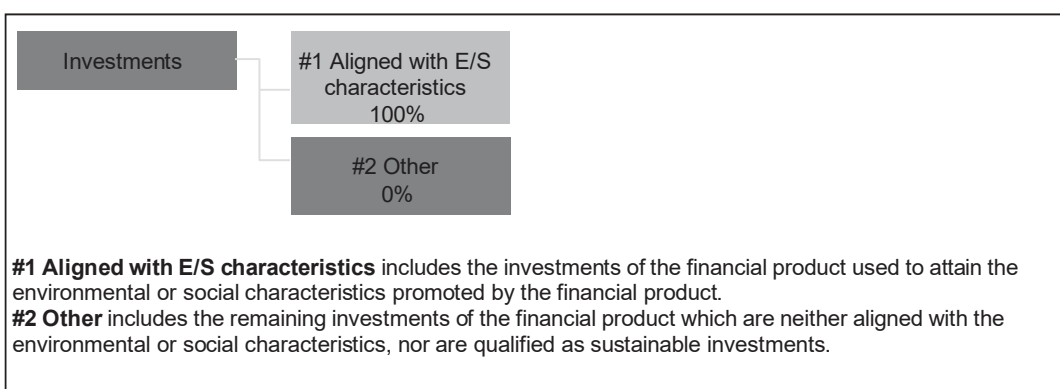 Investments
#1 Aligned with E/S
characteristics
100%
#2 Other
0%
#1 Aligned with E/S characteristics includes the investments of the financial product used to attain the
environmental or social characteristics promoted by the financial product.
#2 Other includes the remaining investments of the financial product which are neither aligned with the
environmental or social characteristics, nor are qualified as sustainable investments.